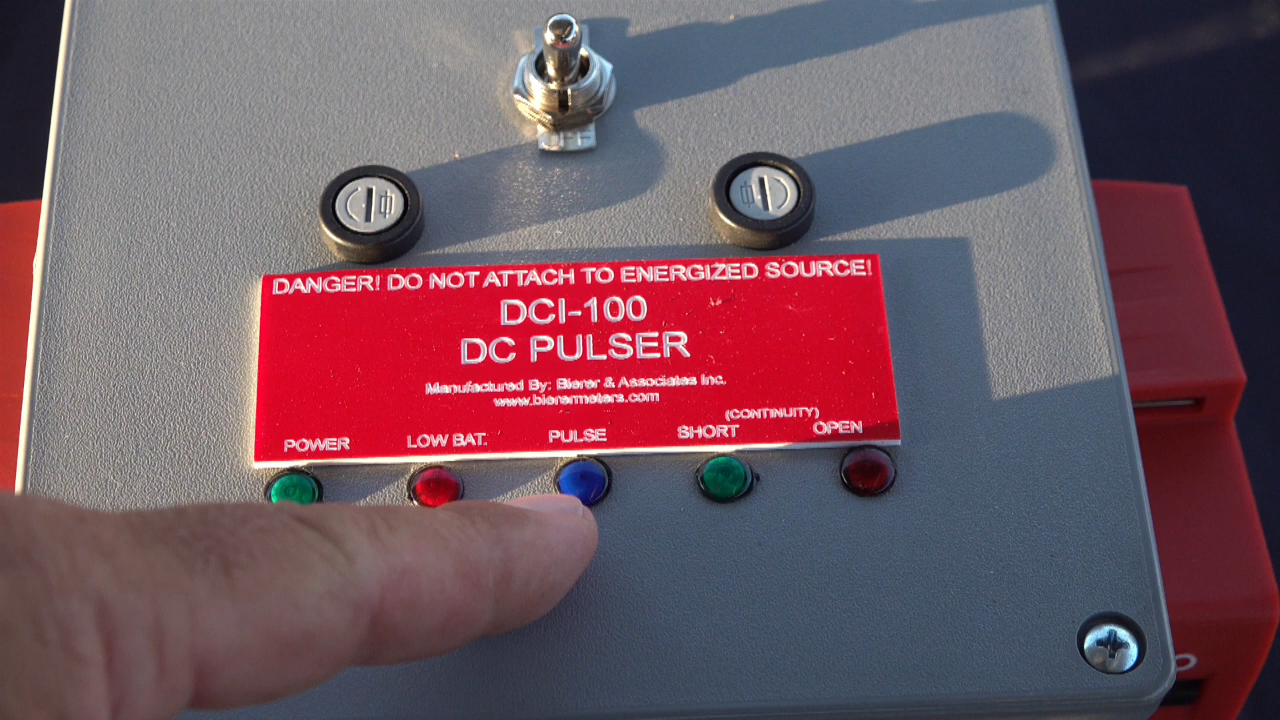 OFF
DANGER! DO NOT ATTACH TO ENERGIZED SOURCE!
DCI-100
DC PULSER
Manufactured By: Bierer & Associates Inc.
www.bierermeters.com
(CONTINUITY)
POWER LOW BAT. PULSE SHORT OPEN